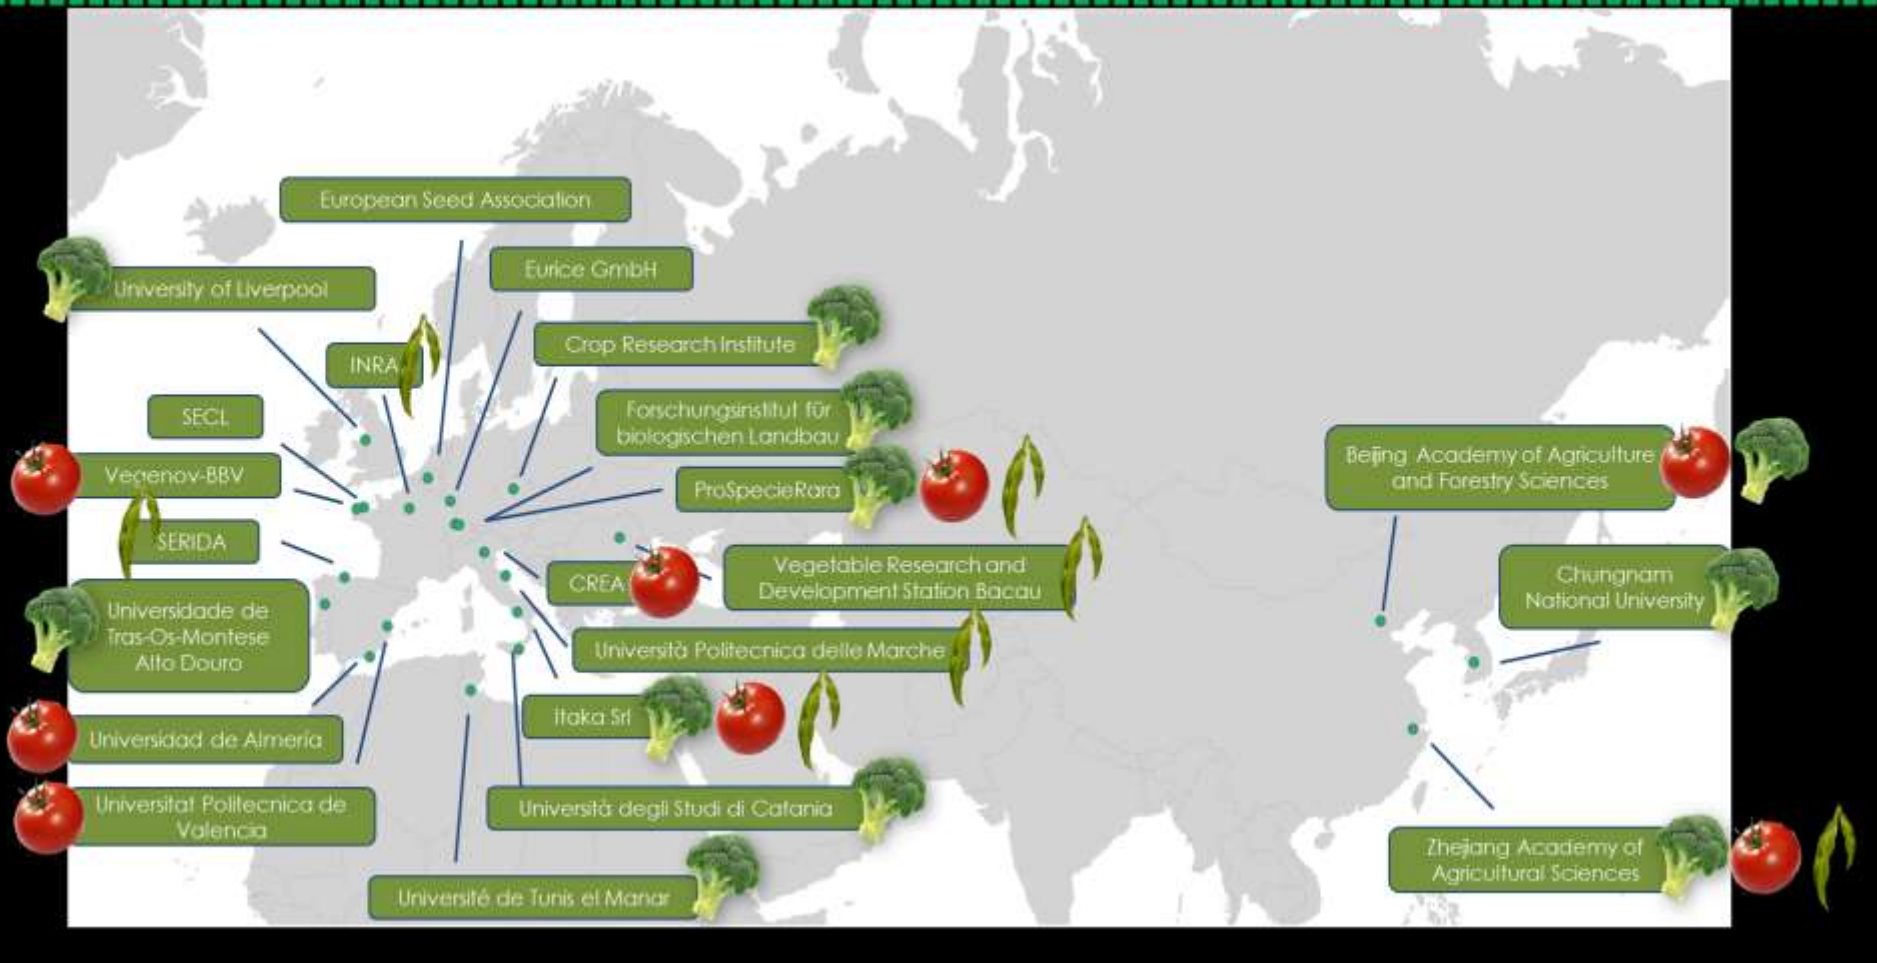 European Seed Association
Eurice GmbH
University of Liverpool
Crop Research Institute
INRA
SECL
Forschungsinstitut für
biologischen Landbau
Vegenov-BBV
ProSpecieRara
SERIDA
CREA
Vegetable Research and
Development Station Bacau
Universidade de
Tras-Os-Montese
Alto Douro
Università Politecnica delle Marche
Itaka Srl
Universidad de Almería
Universitat Politecnica de
Valencia
Università degli Studi di Catania
Université de Tunis el Manar
Beijing Academy of Agriculture
and Forestry Sciences
Chungnam
National University
Zhejiang Academy of
Agricultural Sciences